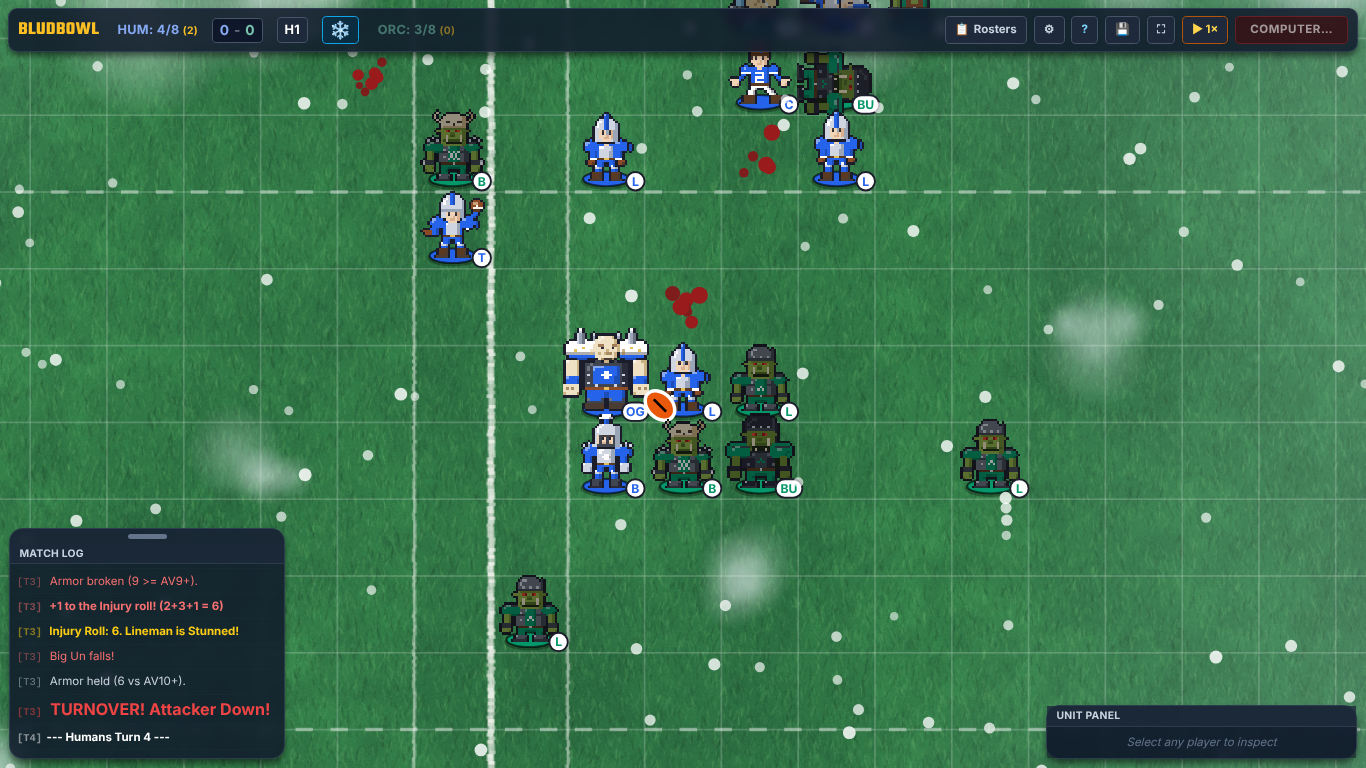 BLUDBOWL HUM: 4/8 (2) 0 - 0 H1 ORC: 3/8 (0) Rosters ? 1× COMPUTER...
2
C BU
B L L
T
OG L L
B B BU L
L
MATCH LOG
[T3] Armor broken (9 >= AV9+).
[T3] +1 to the Injury roll! (2+3+1 = 6)
[T3] Injury Roll: 6. Lineman is Stunned!
[T3] Big Un falls!
[T3] Armor held (6 vs AV10+).
[T3] TURNOVER! Attacker Down!
[T4] --- Humans Turn 4 ---
UNIT PANEL
Select any player to inspect